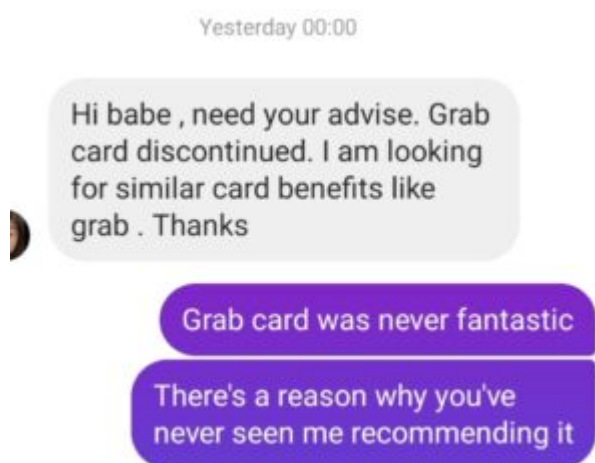 Yesterday 00:00
Hi babe , need your advise. Grab
card discontinued. I am looking
for similar card benefits like
grab . Thanks
Grab card was never fantastic
There's a reason why you've
never seen me recommending it